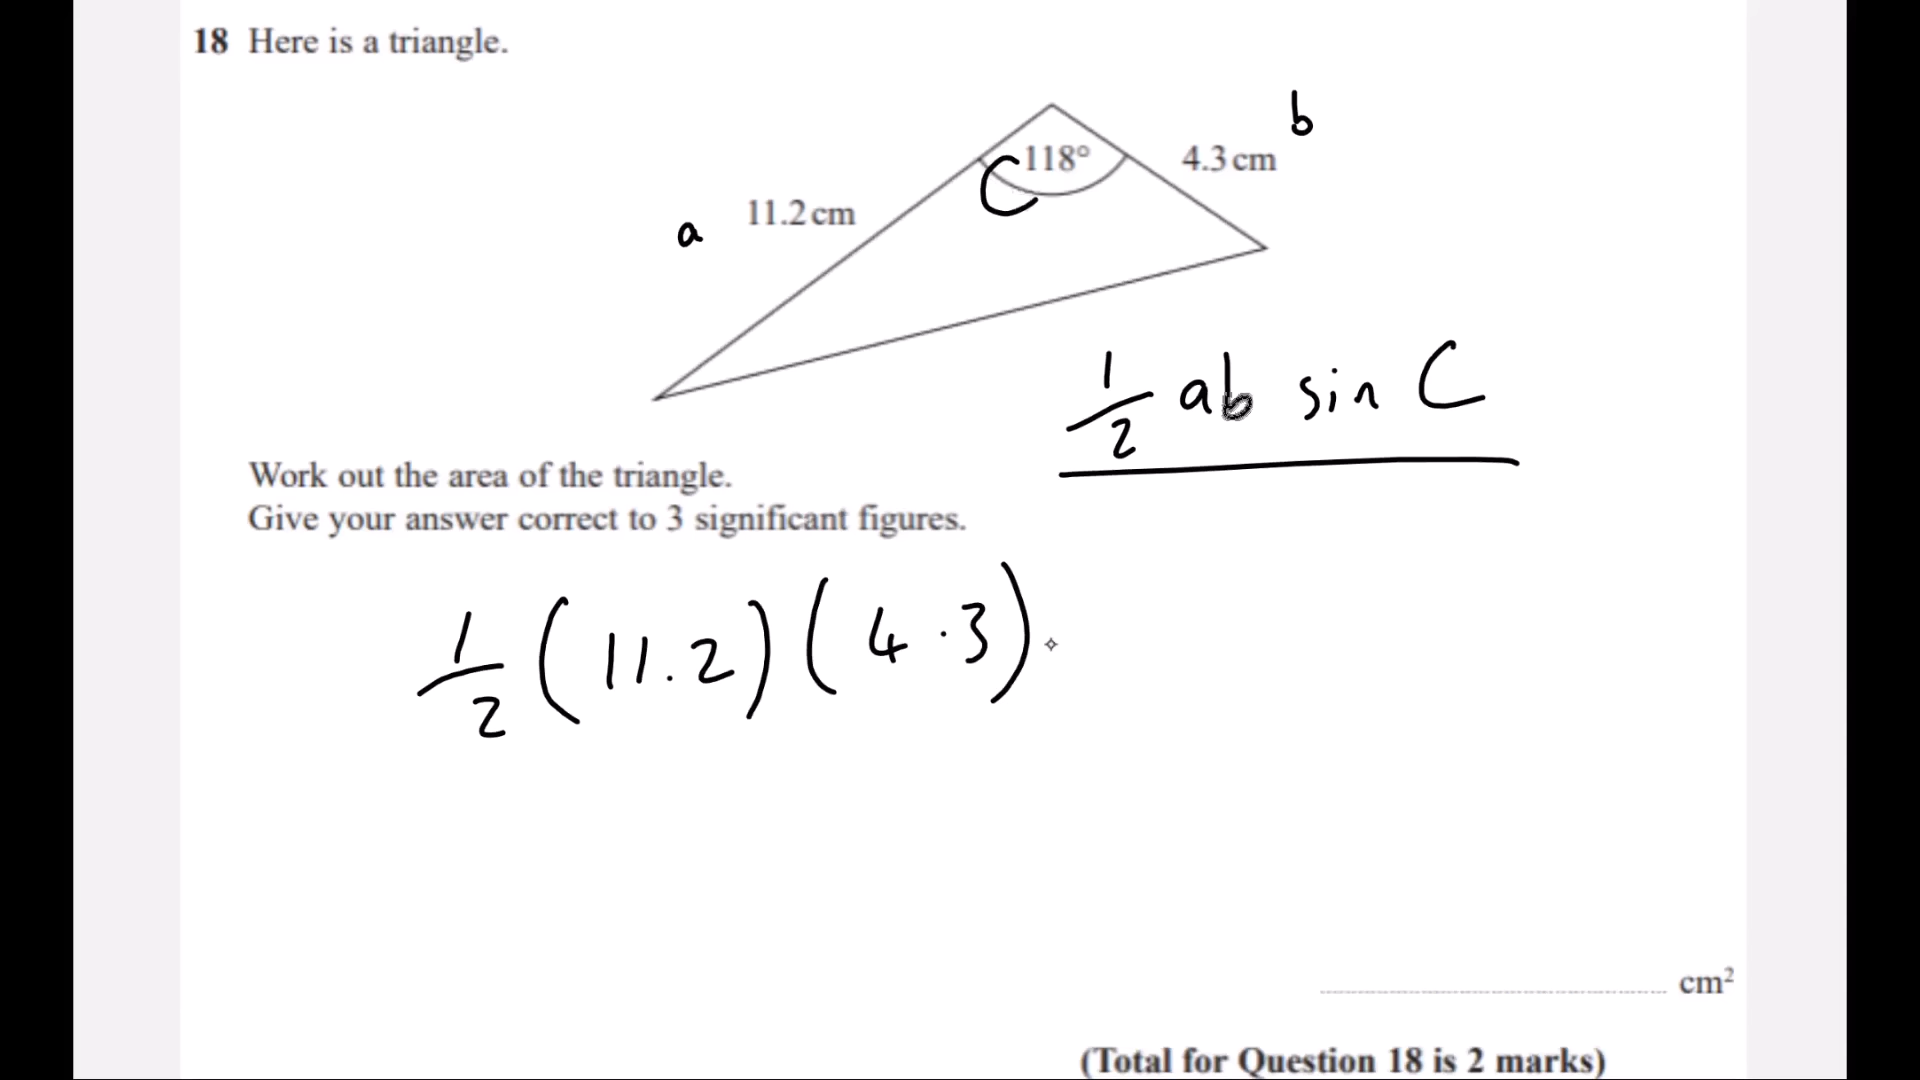 18 Here is a triangle.
b
118°
4.3 cm
C
11.2 cm
a
1/2 ab sin C
Work out the area of the triangle.
Give your answer correct to 3 significant figures.
1/2 (11.2)(4.3)
cm²
(Total for Question 18 is 2 marks)